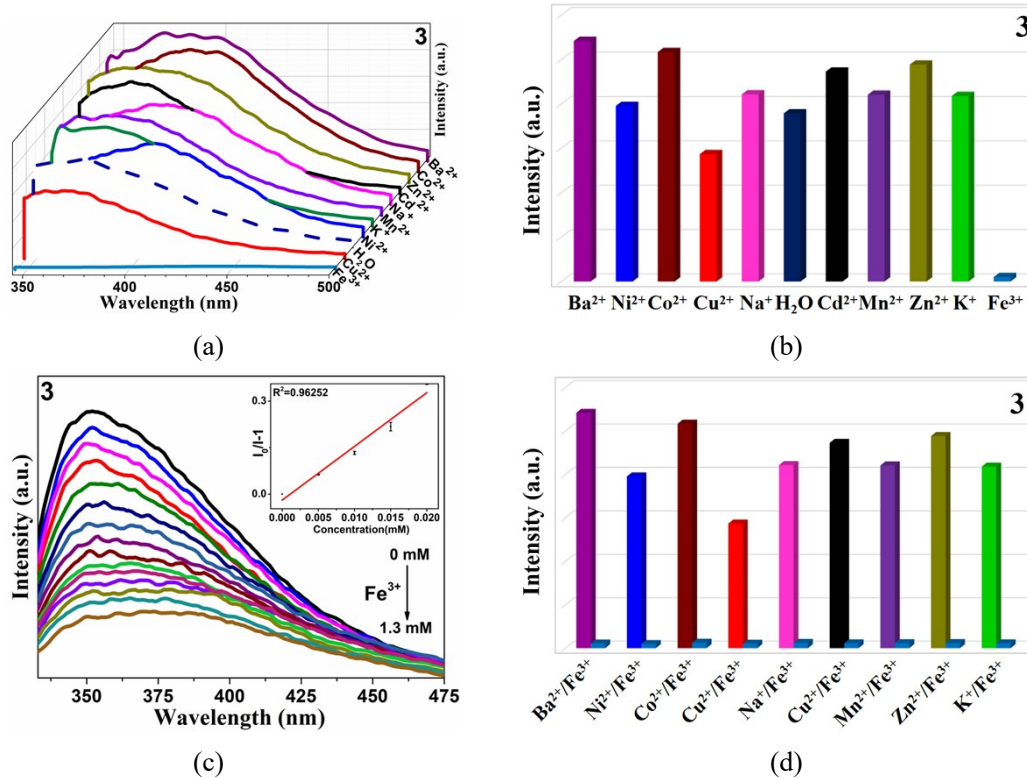 3
Intensity (a.u.)
Ba²⁺
Co²⁺
Zn²⁺
Cd²⁺
Na⁺
Mn²⁺
K⁺
Ni²⁺
H₂O
Cu²⁺
Fe³⁺
350 400 450 500
Wavelength (nm)
(a)
3
Intensity (a.u.)
Ba²⁺ Ni²⁺ Co²⁺ Cu²⁺ Na⁺ H₂O Cd²⁺ Mn²⁺ Zn²⁺ K⁺ Fe³⁺
(b)
3
R²=0.96252
0.3
0.0
I₀/I-1
0.000 0.005 0.010 0.015 0.020
Concentration(mM)
0 mM
Fe³⁺
1.3 mM
Intensity (a.u.)
350 375 400 425 450 475
Wavelength (nm)
(c)
3
Intensity (a.u.)
Ba²⁺/Fe³⁺ Ni²⁺/Fe³⁺ Co²⁺/Fe³⁺ Cu²⁺/Fe³⁺ Na⁺/Fe³⁺ Cu²⁺/Fe³⁺ Mn²⁺/Fe³⁺ Zn²⁺/Fe³⁺ K⁺/Fe³⁺
(d)